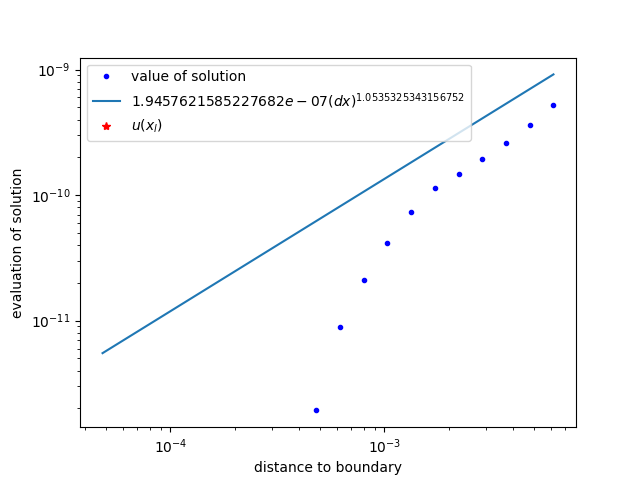 value of solution
1.9457621585227682e − 07(dx)^1.0535325343156752
u(x_l)
10^−9
10^−10
10^−11
evaluation of solution
10^−4
10^−3
distance to boundary